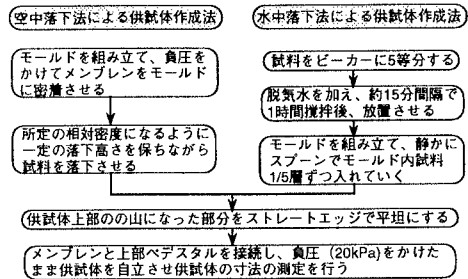 空中落下法による供試体作成法
モールドを組み立て、負圧を
かけてメンブレンをモールド
に密着させる
所定の相対密度になるように
一定の落下高さを保ちながら
試料を落下させる
水中落下法による供試体作成法
試料をビーカーに5等分する
脱気水を加え、約15分間隔で
1時間撹拌後、放置させる
モールドを組み立て、静かに
スプーンでモールド内試料
1/5層ずつ入れていく
供試体上部のの山になった部分をストレートエッジで平坦にする
メンブレンと上部ペデスタルを接続し、負圧（20kPa)をかけた
まま供試体を自立させ供試体の寸法の測定を行う